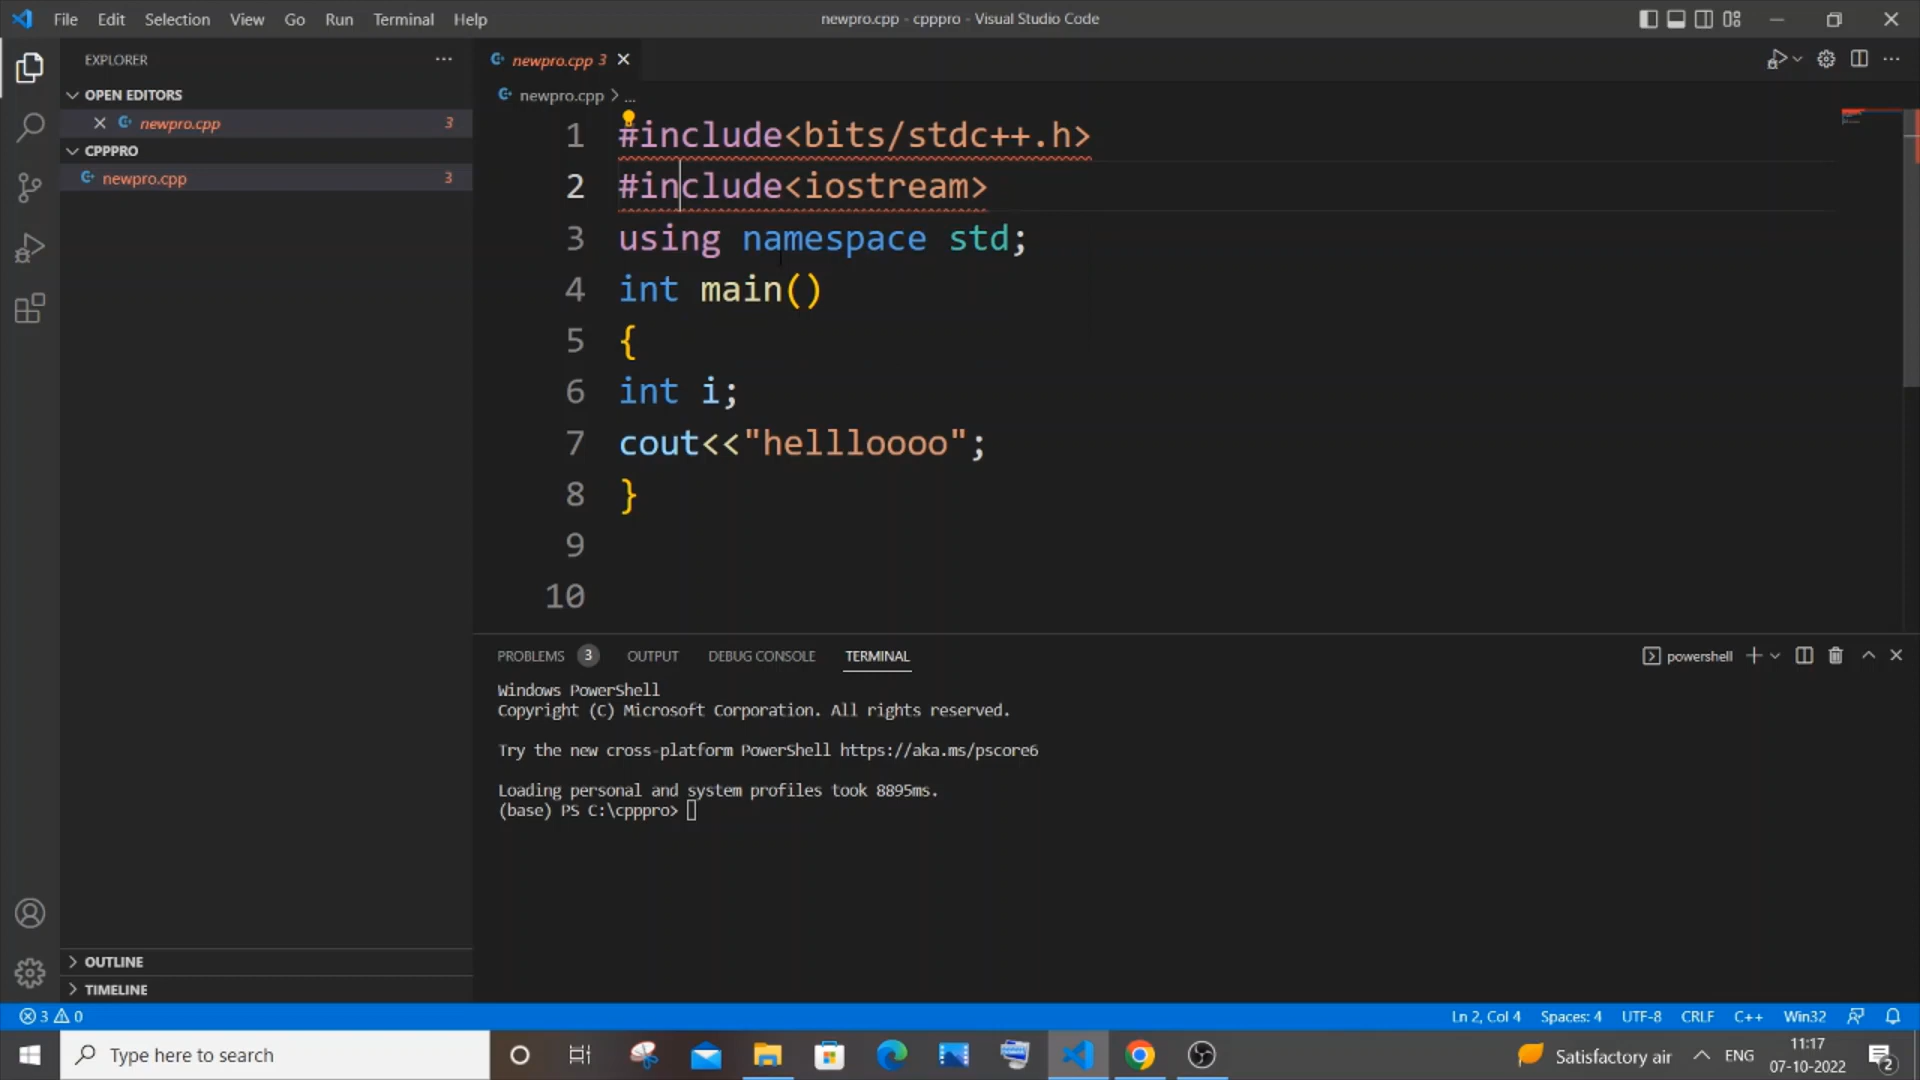 File Edit Selection View Go Run Terminal Help
newpro.cpp - cpppro - Visual Studio Code
EXPLORER
OPEN EDITORS
newpro.cpp 3
CPPPRO
newpro.cpp 3
OUTLINE
TIMELINE
newpro.cpp 3
newpro.cpp > ...
1 #include<bits/stdc++.h>
2 #include<iostream>
3 using namespace std;
4 int main()
5 {
6 int i;
7 cout<<"hellloooo";
8 }
9
10
PROBLEMS 3 OUTPUT DEBUG CONSOLE TERMINAL
powershell
Windows PowerShell
Copyright (C) Microsoft Corporation. All rights reserved.
Try the new cross-platform PowerShell https://aka.ms/pscore6
Loading personal and system profiles took 8895ms.
(base) PS C:\cpppro>
3 0
Ln 2, Col 4 Spaces: 4 UTF-8 CRLF C++ Win32
Type here to search
Satisfactory air
ENG
11:17
07-10-2022
2